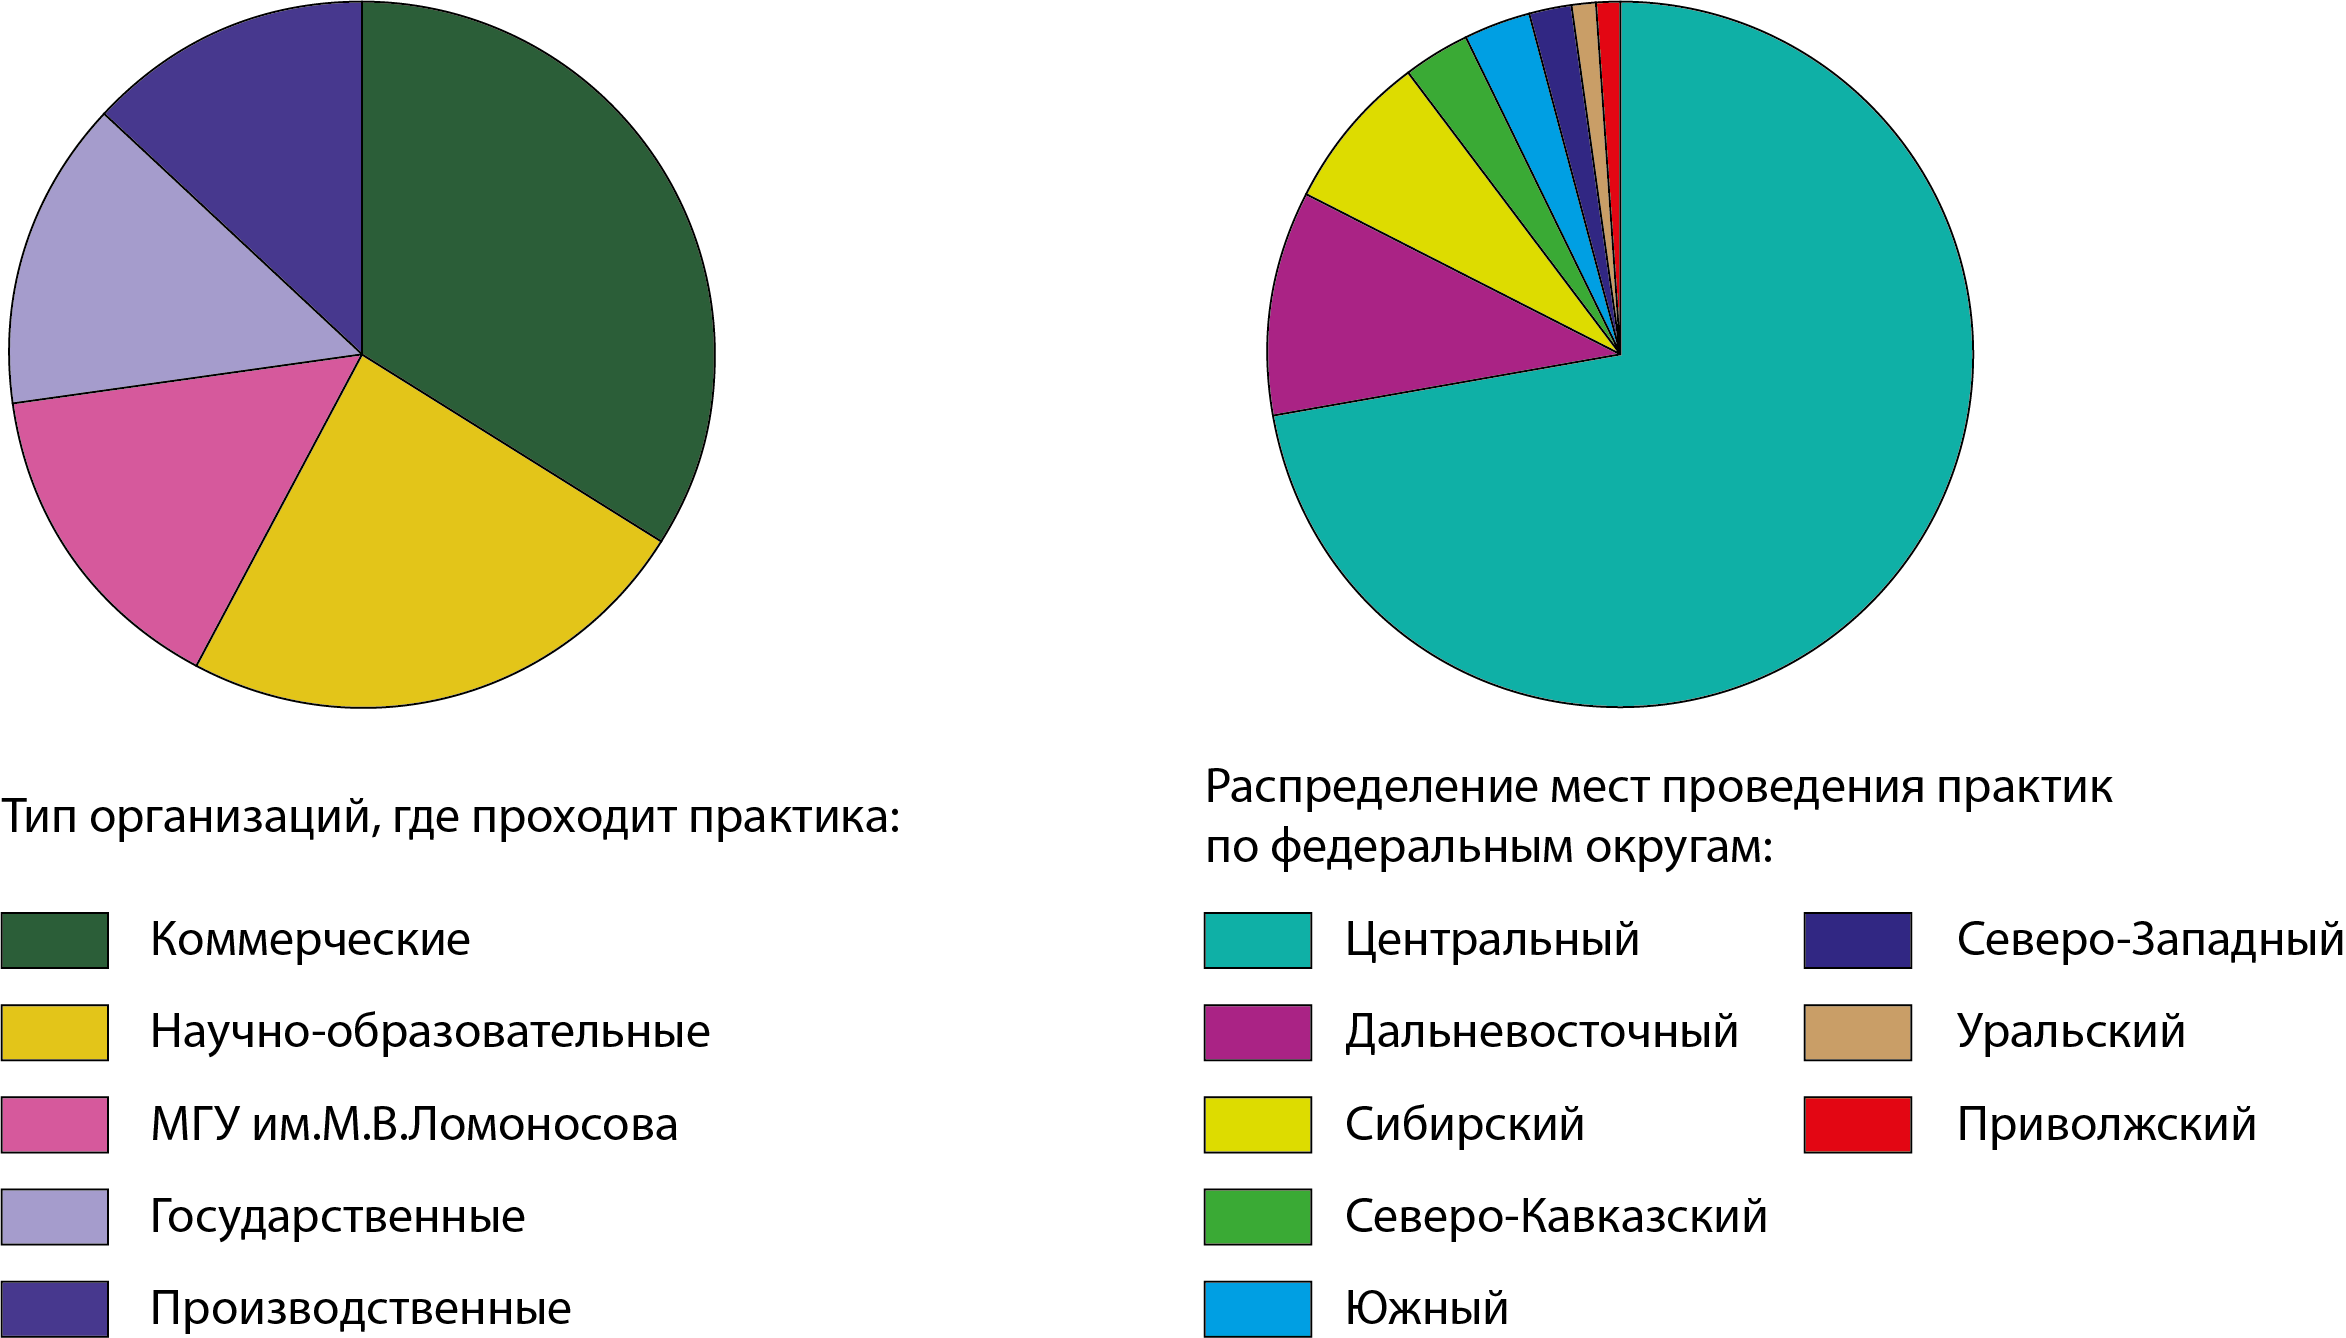 Тип организаций, где проходит практика:
Коммерческие
Научно-образовательные
МГУ им.М.В.Ломоносова
Государственные
Производственные
Распределение мест проведения практик
по федеральным округам:
Центральный
Дальневосточный
Сибирский
Северо-Кавказский
Южный
Северо-Западный
Уральский
Приволжский